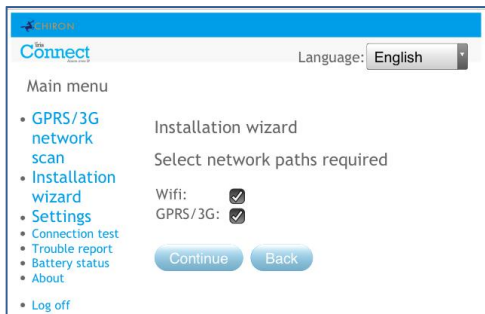 CHIRON
Iris
Connect
Language: English
Main menu
GPRS/3G
network
scan
Installation
wizard
Settings
Connection test
Trouble report
Battery status
About
Log off
Installation wizard
Select network paths required
Wifi:
GPRS/3G:
Continue Back